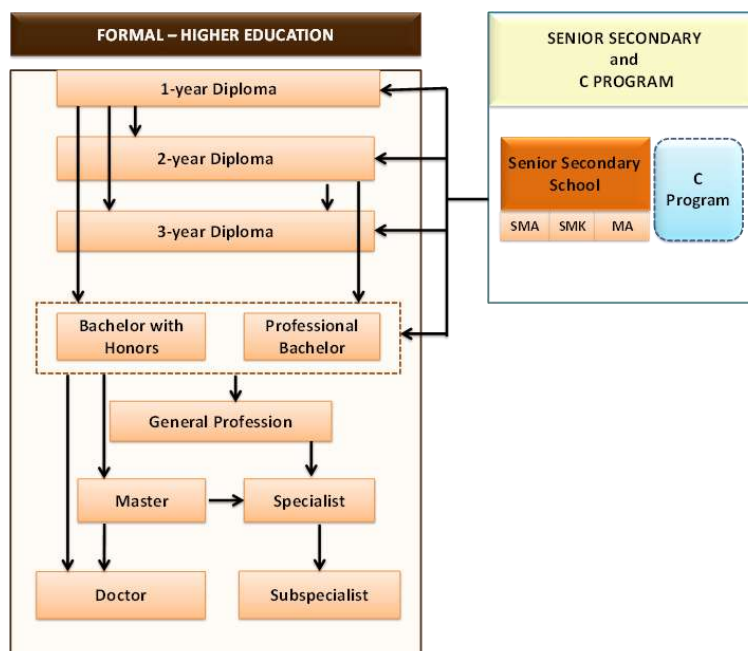 FORMAL – HIGHER EDUCATION
1-year Diploma
2-year Diploma
3-year Diploma
Bachelor with
Honors
Professional
Bachelor
General Profession
Master
Specialist
Doctor
Subspecialist
SENIOR SECONDARY
and
C PROGRAM
Senior Secondary
School
SMA
SMK
MA
C
Program